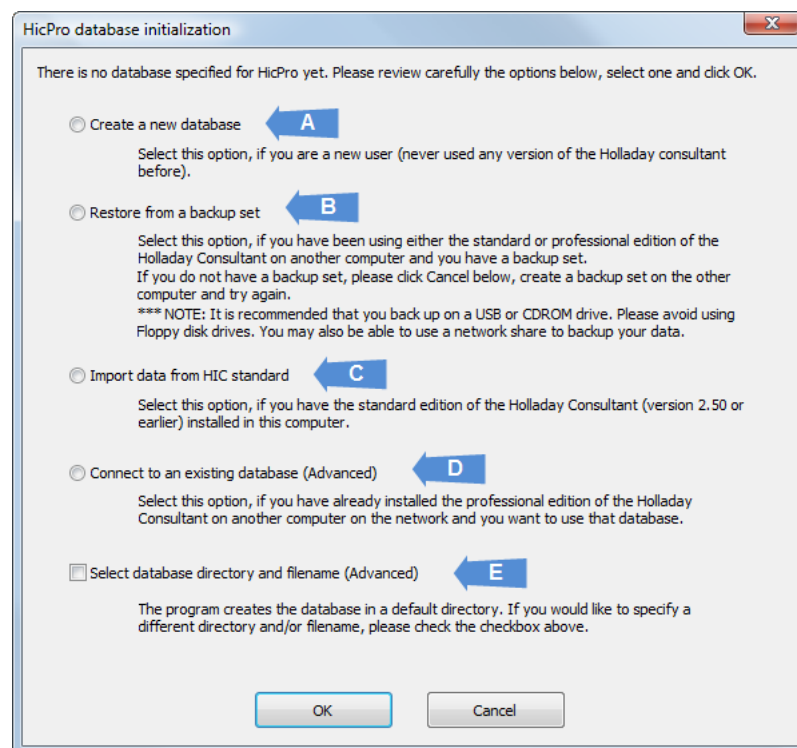 HicPro database initialization
There is no database specified for HicPro yet. Please review carefully the options below, select one and click OK.
Create a new database
A
Select this option, if you are a new user (never used any version of the Holladay consultant
before).
Restore from a backup set
B
Select this option, if you have been using either the standard or professional edition of the
Holladay Consultant on another computer and you have a backup set.
If you do not have a backup set, please click Cancel below, create a backup set on the other
computer and try again.
*** NOTE: It is recommended that you back up on a USB or CDROM drive. Please avoid using
Floppy disk drives. You may also be able to use a network share to backup your data.
Import data from HIC standard
C
Select this option, if you have the standard edition of the Holladay Consultant (version 2.50 or
earlier) installed in this computer.
Connect to an existing database (Advanced)
D
Select this option, if you have already installed the professional edition of the Holladay
Consultant on another computer on the network and you want to use that database.
Select database directory and filename (Advanced)
E
The program creates the database in a default directory. If you would like to specify a
different directory and/or filename, please check the checkbox above.
OK
Cancel